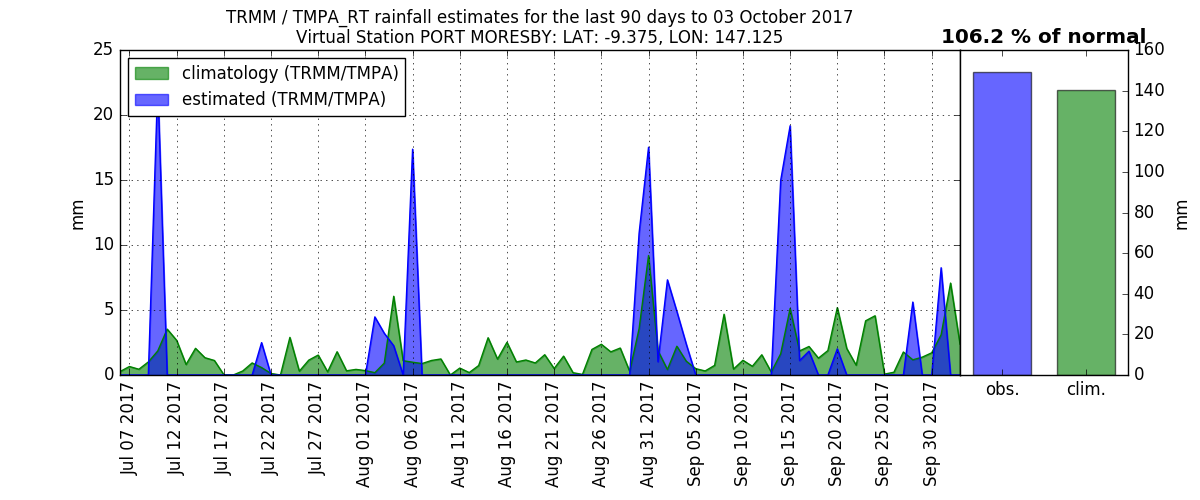 TRMM / TMPA_RT rainfall estimates for the last 90 days to 03 October 2017
Virtual Station PORT MORESBY: LAT: -9.375, LON: 147.125
106.2 % of normal
climatology (TRMM/TMPA)
estimated (TRMM/TMPA)
25
20
15
10
5
0
mm
Jul 07 2017
Jul 12 2017
Jul 17 2017
Jul 22 2017
Jul 27 2017
Aug 01 2017
Aug 06 2017
Aug 11 2017
Aug 16 2017
Aug 21 2017
Aug 26 2017
Aug 31 2017
Sep 05 2017
Sep 10 2017
Sep 15 2017
Sep 20 2017
Sep 25 2017
Sep 30 2017
obs.
clim.
160
140
120
100
80
60
40
20
0
mm